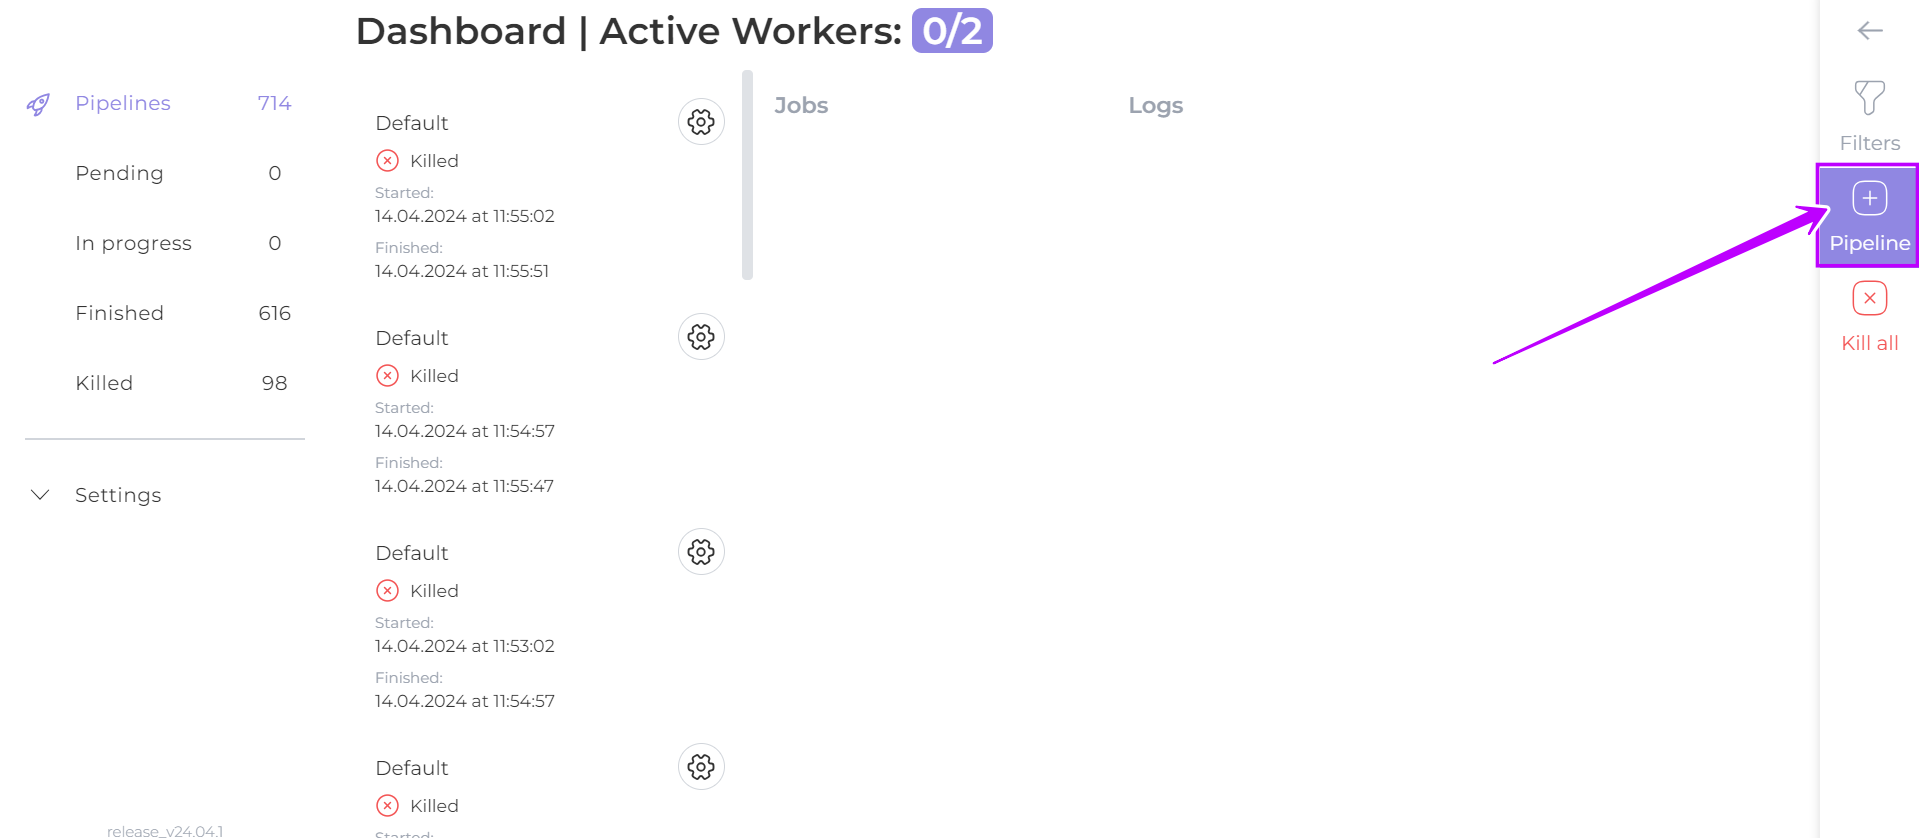 Dashboard | Active Workers: 0/2
Pipelines 714
Pending 0
In progress 0
Finished 616
Killed 98
Settings
release_v24.04.1
Default
Killed
Started:
14.04.2024 at 11:55:02
Finished:
14.04.2024 at 11:55:51
Default
Killed
Started:
14.04.2024 at 11:54:57
Finished:
14.04.2024 at 11:55:47
Default
Killed
Started:
14.04.2024 at 11:53:02
Finished:
14.04.2024 at 11:54:57
Default
Killed
Started:
Jobs
Logs
Filters
Pipeline
Kill all